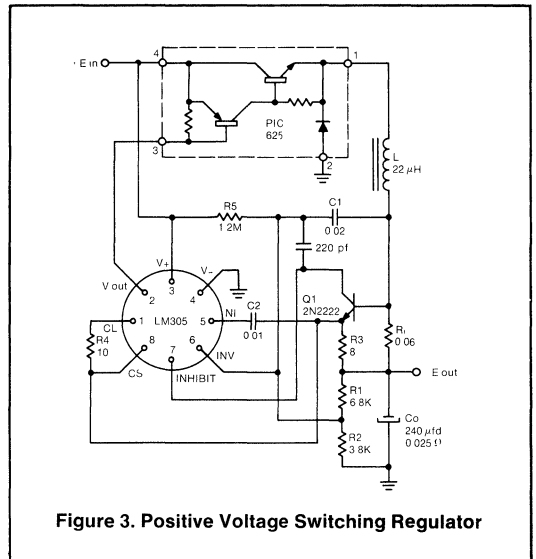 E in
4
1
PIC
625
3
2
L
22 μH
R5
1.2M
C1
0 02
220 pf
V+
V−
V out
3
2
4
Ni
C2
0 01
Q1
2N2222
CL
1
LM305
5
R4
10
8
7
6
INV
CS
INHIBIT
R3
8
0 06
E out
R1
6 8K
Co
240 μfd
0 025 Ω
R2
3 8K
Figure 3. Positive Voltage Switching Regulator